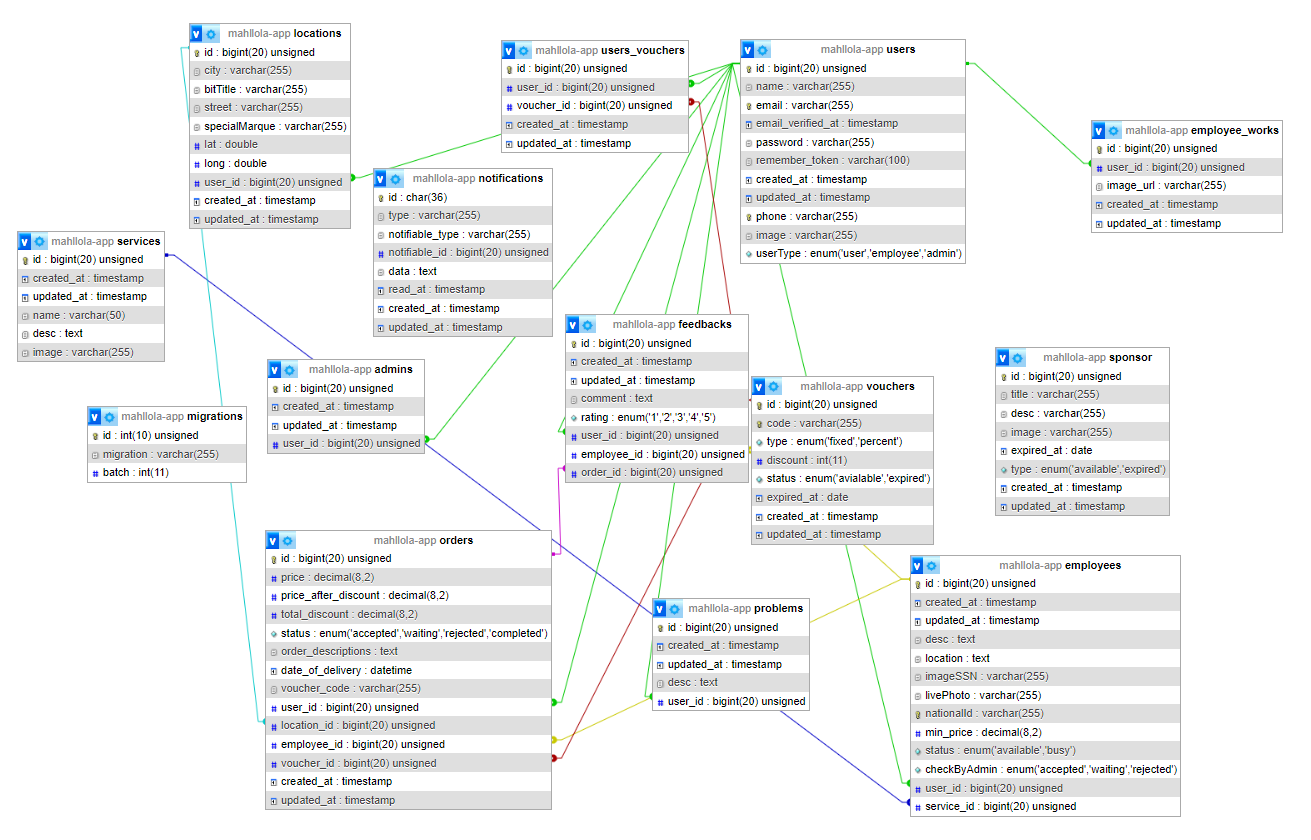 mahllola-app locations
id : bigint(20) unsigned
city : varchar(255)
bitTitle : varchar(255)
street : varchar(255)
specialMarque : varchar(255)
lat : double
long : double
user_id : bigint(20) unsigned
created_at : timestamp
updated_at : timestamp
mahllola-app users_vouchers
id : bigint(20) unsigned
user_id : bigint(20) unsigned
voucher_id : bigint(20) unsigned
created_at : timestamp
updated_at : timestamp
mahllola-app users
id : bigint(20) unsigned
name : varchar(255)
email : varchar(255)
email_verified_at : timestamp
password : varchar(255)
remember_token : varchar(100)
created_at : timestamp
updated_at : timestamp
phone : varchar(255)
image : varchar(255)
userType : enum('user','employee','admin')
mahllola-app employee_works
id : bigint(20) unsigned
user_id : bigint(20) unsigned
image_url : varchar(255)
created_at : timestamp
updated_at : timestamp
mahllola-app notifications
id : char(36)
type : varchar(255)
notifiable_type : varchar(255)
notifiable_id : bigint(20) unsigned
data : text
read_at : timestamp
created_at : timestamp
updated_at : timestamp
mahllola-app services
id : bigint(20) unsigned
created_at : timestamp
updated_at : timestamp
name : varchar(50)
desc : text
image : varchar(255)
mahllola-app feedbacks
id : bigint(20) unsigned
created_at : timestamp
updated_at : timestamp
comment : text
rating : enum('1','2','3','4','5')
user_id : bigint(20) unsigned
employee_id : bigint(20) unsigned
order_id : bigint(20) unsigned
mahllola-app admins
id : bigint(20) unsigned
created_at : timestamp
updated_at : timestamp
user_id : bigint(20) unsigned
mahllola-app vouchers
id : bigint(20) unsigned
code : varchar(255)
type : enum('fixed','percent')
discount : int(11)
status : enum('avialable','expired')
expired_at : date
created_at : timestamp
updated_at : timestamp
mahllola-app sponsor
id : bigint(20) unsigned
title : varchar(255)
desc : varchar(255)
image : varchar(255)
expired_at : date
type : enum('available','expired')
created_at : timestamp
updated_at : timestamp
mahllola-app migrations
id : int(10) unsigned
migration : varchar(255)
batch : int(11)
mahllola-app orders
id : bigint(20) unsigned
price : decimal(8,2)
price_after_discount : decimal(8,2)
total_discount : decimal(8,2)
status : enum('accepted','waiting','rejected','completed')
order_descriptions : text
date_of_delivery : datetime
voucher_code : varchar(255)
user_id : bigint(20) unsigned
location_id : bigint(20) unsigned
employee_id : bigint(20) unsigned
voucher_id : bigint(20) unsigned
created_at : timestamp
updated_at : timestamp
mahllola-app problems
id : bigint(20) unsigned
created_at : timestamp
updated_at : timestamp
desc : text
user_id : bigint(20) unsigned
mahllola-app employees
id : bigint(20) unsigned
created_at : timestamp
updated_at : timestamp
desc : text
location : text
imageSSN : varchar(255)
livePhoto : varchar(255)
nationalId : varchar(255)
min_price : decimal(8,2)
status : enum('available','busy')
checkByAdmin : enum('accepted','waiting','rejected')
user_id : bigint(20) unsigned
service_id : bigint(20) unsigned